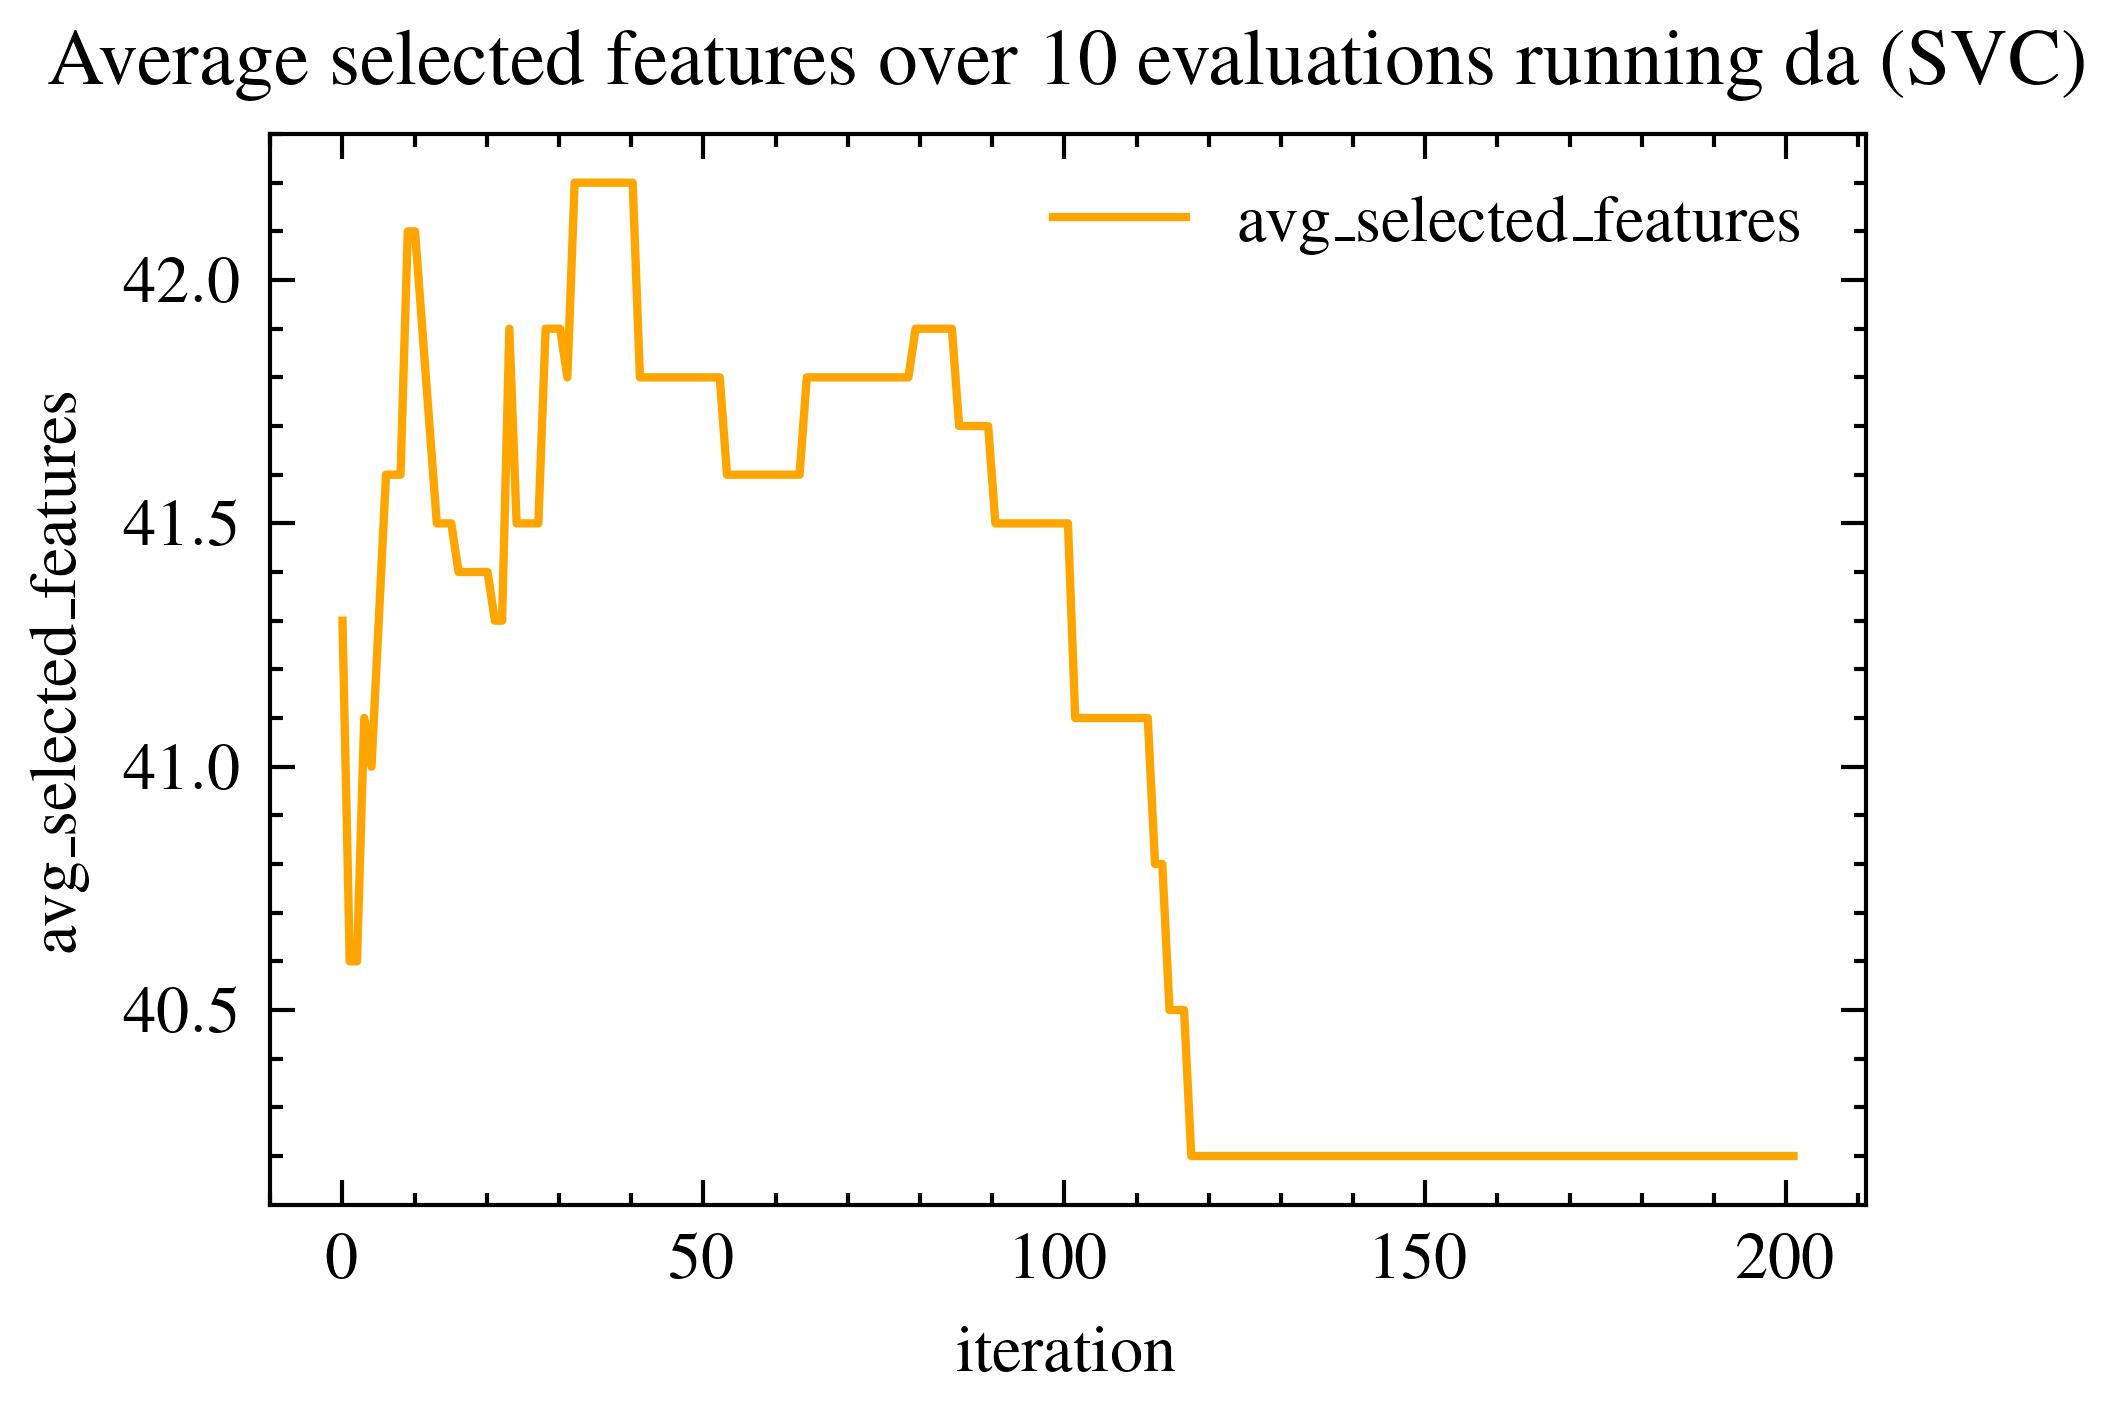 Average selected features over 10 evaluations running da (SVC)
avg_selected_features
avg_selected_features
42.0
41.5
41.0
40.5
0 50 100 150 200
iteration